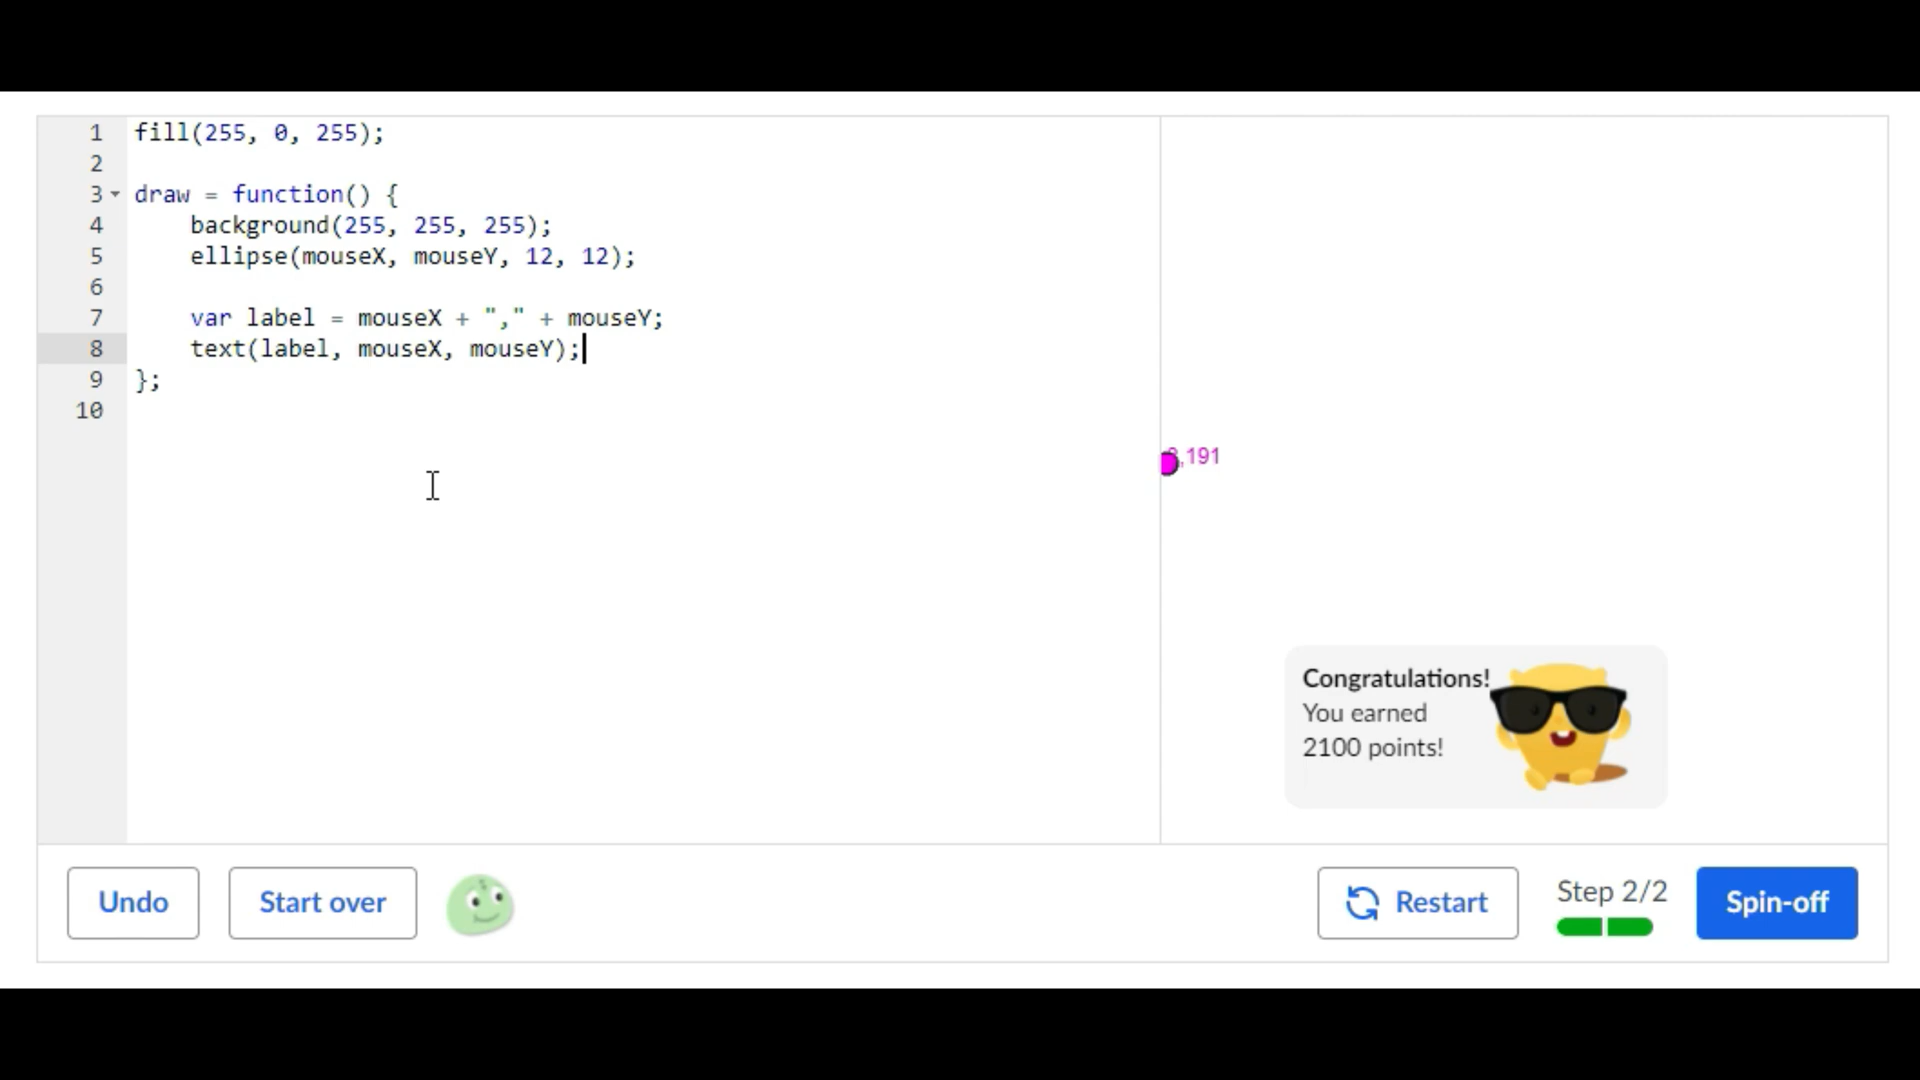 1 fill(255, 0, 255);
2
3 draw = function() {
4 background(255, 255, 255);
5 ellipse(mouseX, mouseY, 12, 12);
6
7 var label = mouseX + "," + mouseY;
8 text(label, mouseX, mouseY);
9 };
10
,191
Congratulations!
You earned
2100 points!
Undo
Start over
Restart
Step 2/2
Spin-off